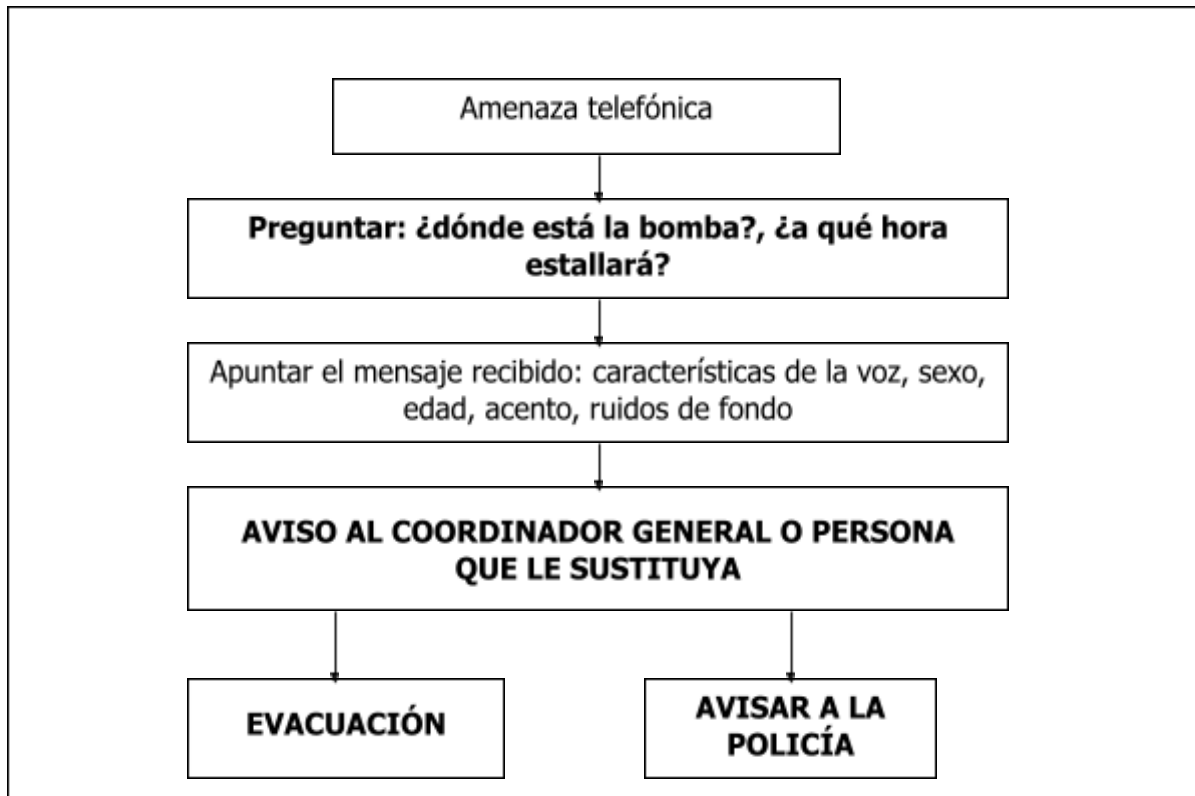 Amenaza telefónica
Preguntar: ¿dónde está la bomba?, ¿a qué hora
estallará?
Apuntar el mensaje recibido: características de la voz, sexo,
edad, acento, ruidos de fondo
AVISO AL COORDINADOR GENERAL O PERSONA
QUE LE SUSTITUYA
EVACUACIÓN
AVISAR A LA
POLICÍA